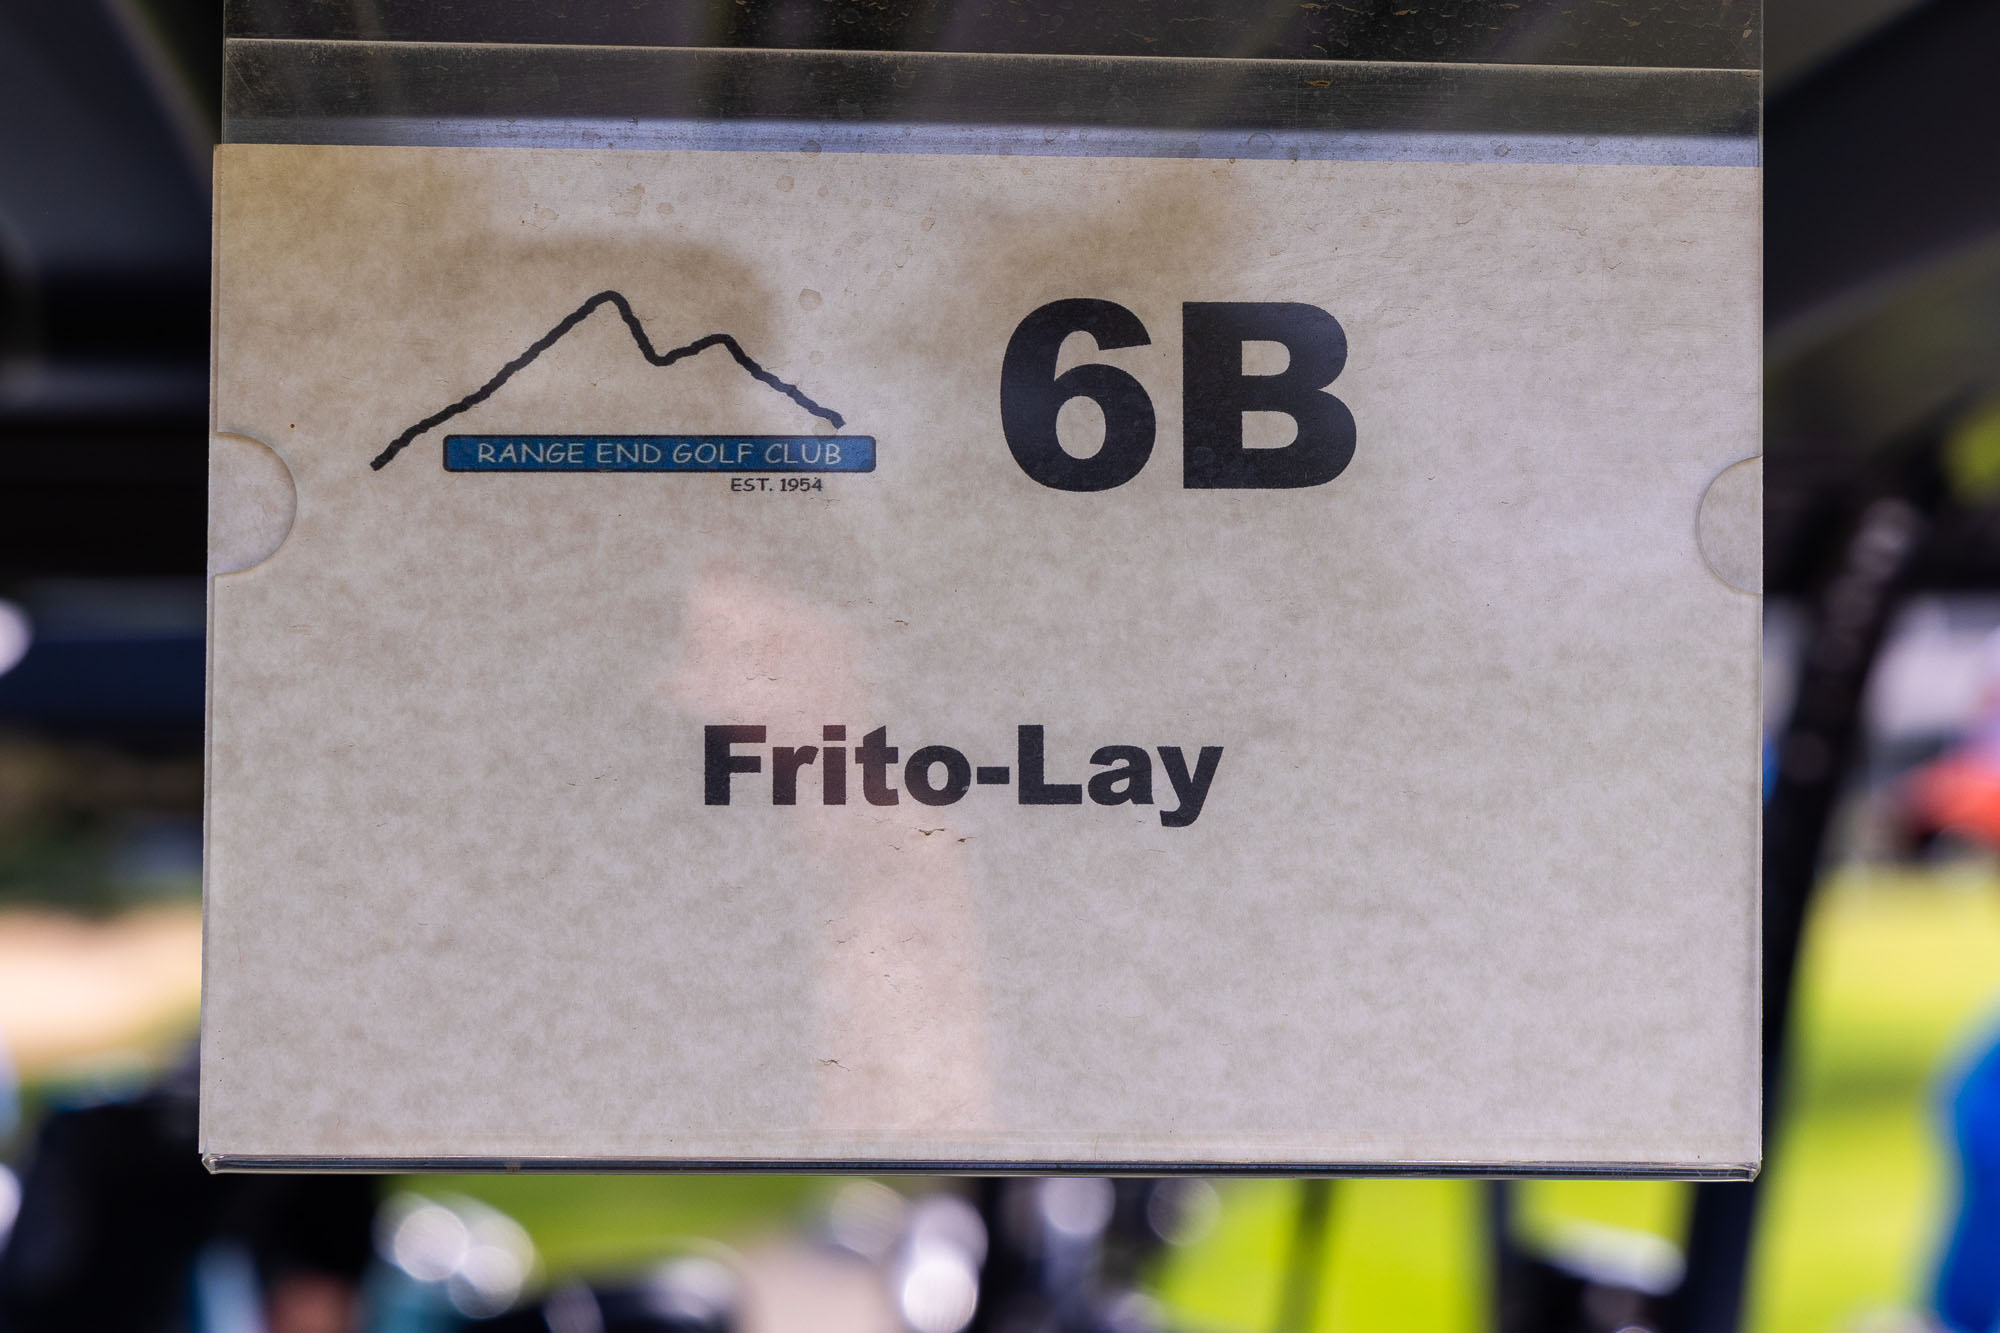 6B
RANGE END GOLF CLUB
EST. 1954
Frito-Lay